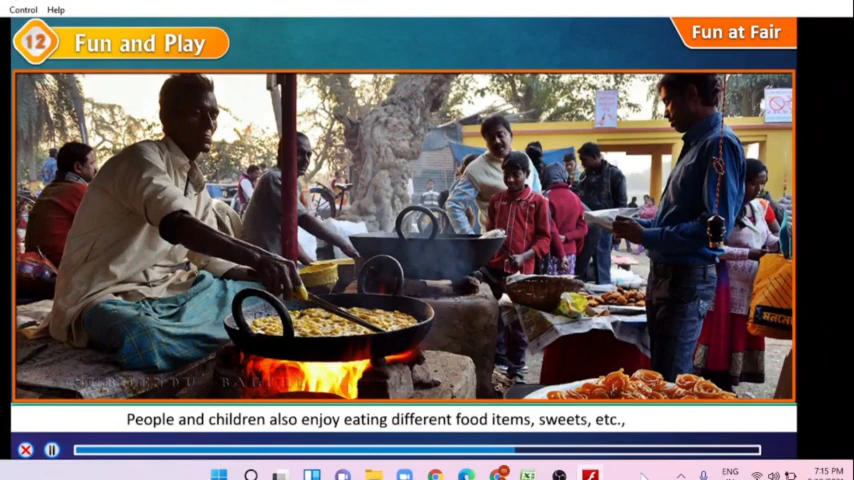 Control Help
12 Fun and Play
Fun at Fair
People and children also enjoy eating different food items, sweets, etc.,
ENG
7:15 PM